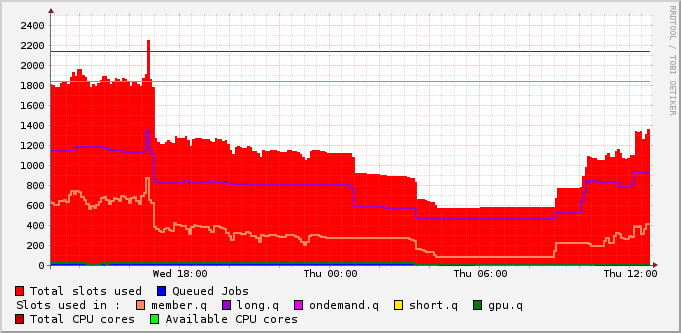 RRDTOOL / TOBI OETIKER
2400
2200
2000
1800
1600
1400
1200
1000
800
600
400
200
0
Wed 18:00 Thu 00:00 Thu 06:00 Thu 12:00
Total slots used Queued Jobs
Slots used in : member.q long.q ondemand.q short.q gpu.q
Total CPU cores Available CPU cores